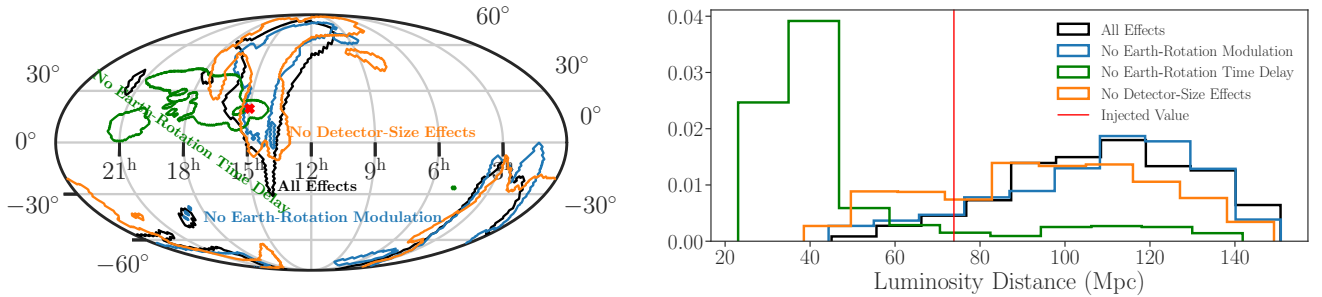 60°
30°
30°
0°
0°
−30°
−30°
−60°
21h
18h
15h
12h
9h
6h
3h
No Earth-Rotation Time Delay
No Detector-Size Effects
All Effects
No Earth-Rotation Modulation
0.04
0.03
0.02
0.01
0.00
20
40
60
80
100
120
140
Luminosity Distance (Mpc)
All Effects
No Earth-Rotation Modulation
No Earth-Rotation Time Delay
No Detector-Size Effects
Injected Value